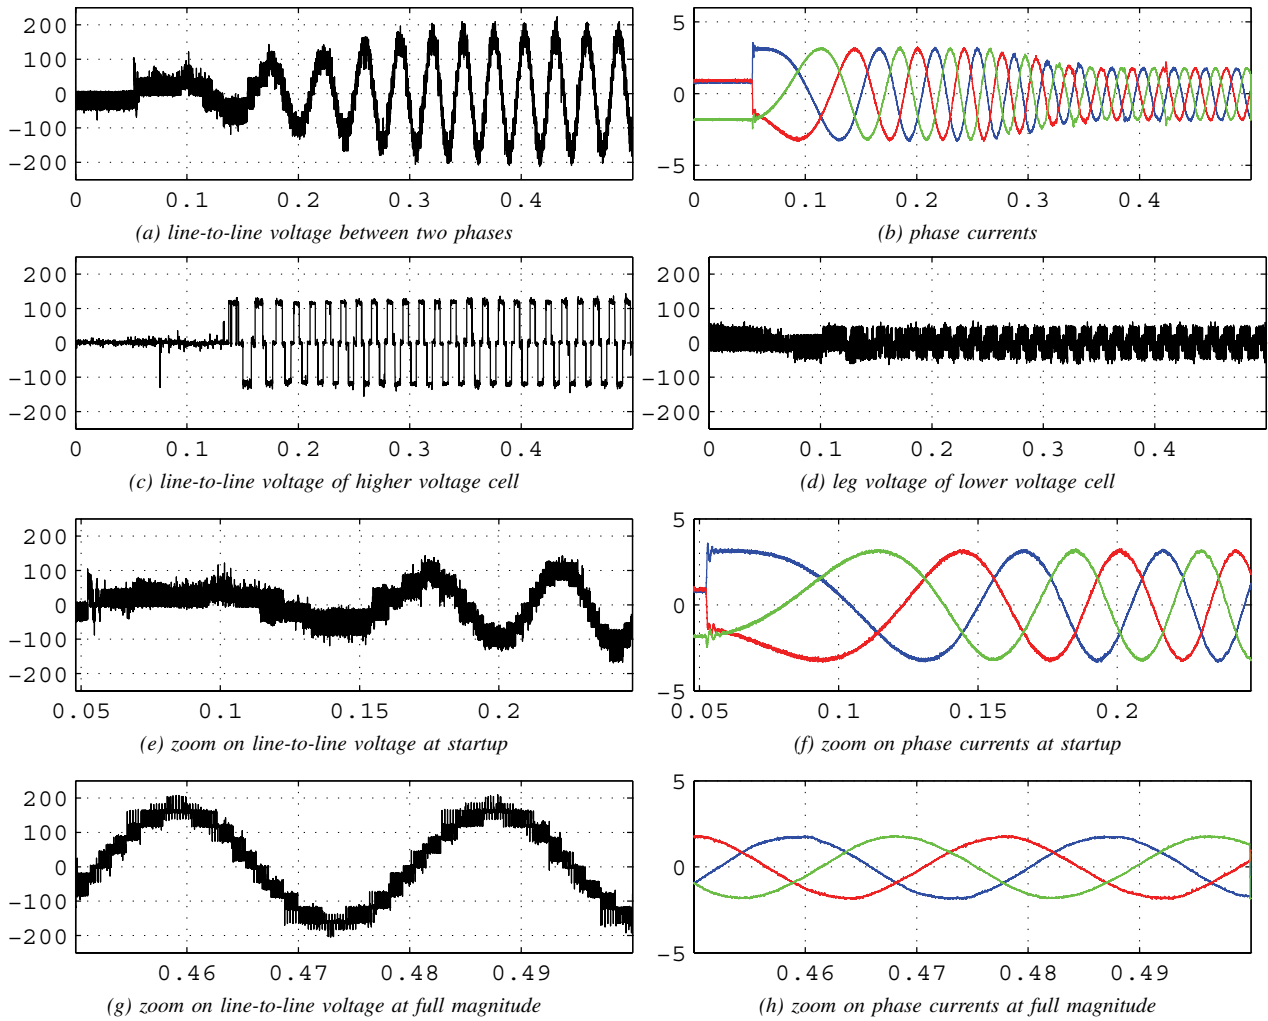 200
100
0
-100
-200
0 0.1 0.2 0.3 0.4
(a) line-to-line voltage between two phases
5
0
-5
0 0.1 0.2 0.3 0.4
(b) phase currents
200
100
0
-100
-200
0 0.1 0.2 0.3 0.4
(c) line-to-line voltage of higher voltage cell
200
100
0
-100
-200
0 0.1 0.2 0.3 0.4
(d) leg voltage of lower voltage cell
200
100
0
-100
-200
0.05 0.1 0.15 0.2
(e) zoom on line-to-line voltage at startup
5
0
-5
0.05 0.1 0.15 0.2
(f) zoom on phase currents at startup
200
100
0
-100
-200
0.46 0.47 0.48 0.49
(g) zoom on line-to-line voltage at full magnitude
5
0
-5
0.46 0.47 0.48 0.49
(h) zoom on phase currents at full magnitude